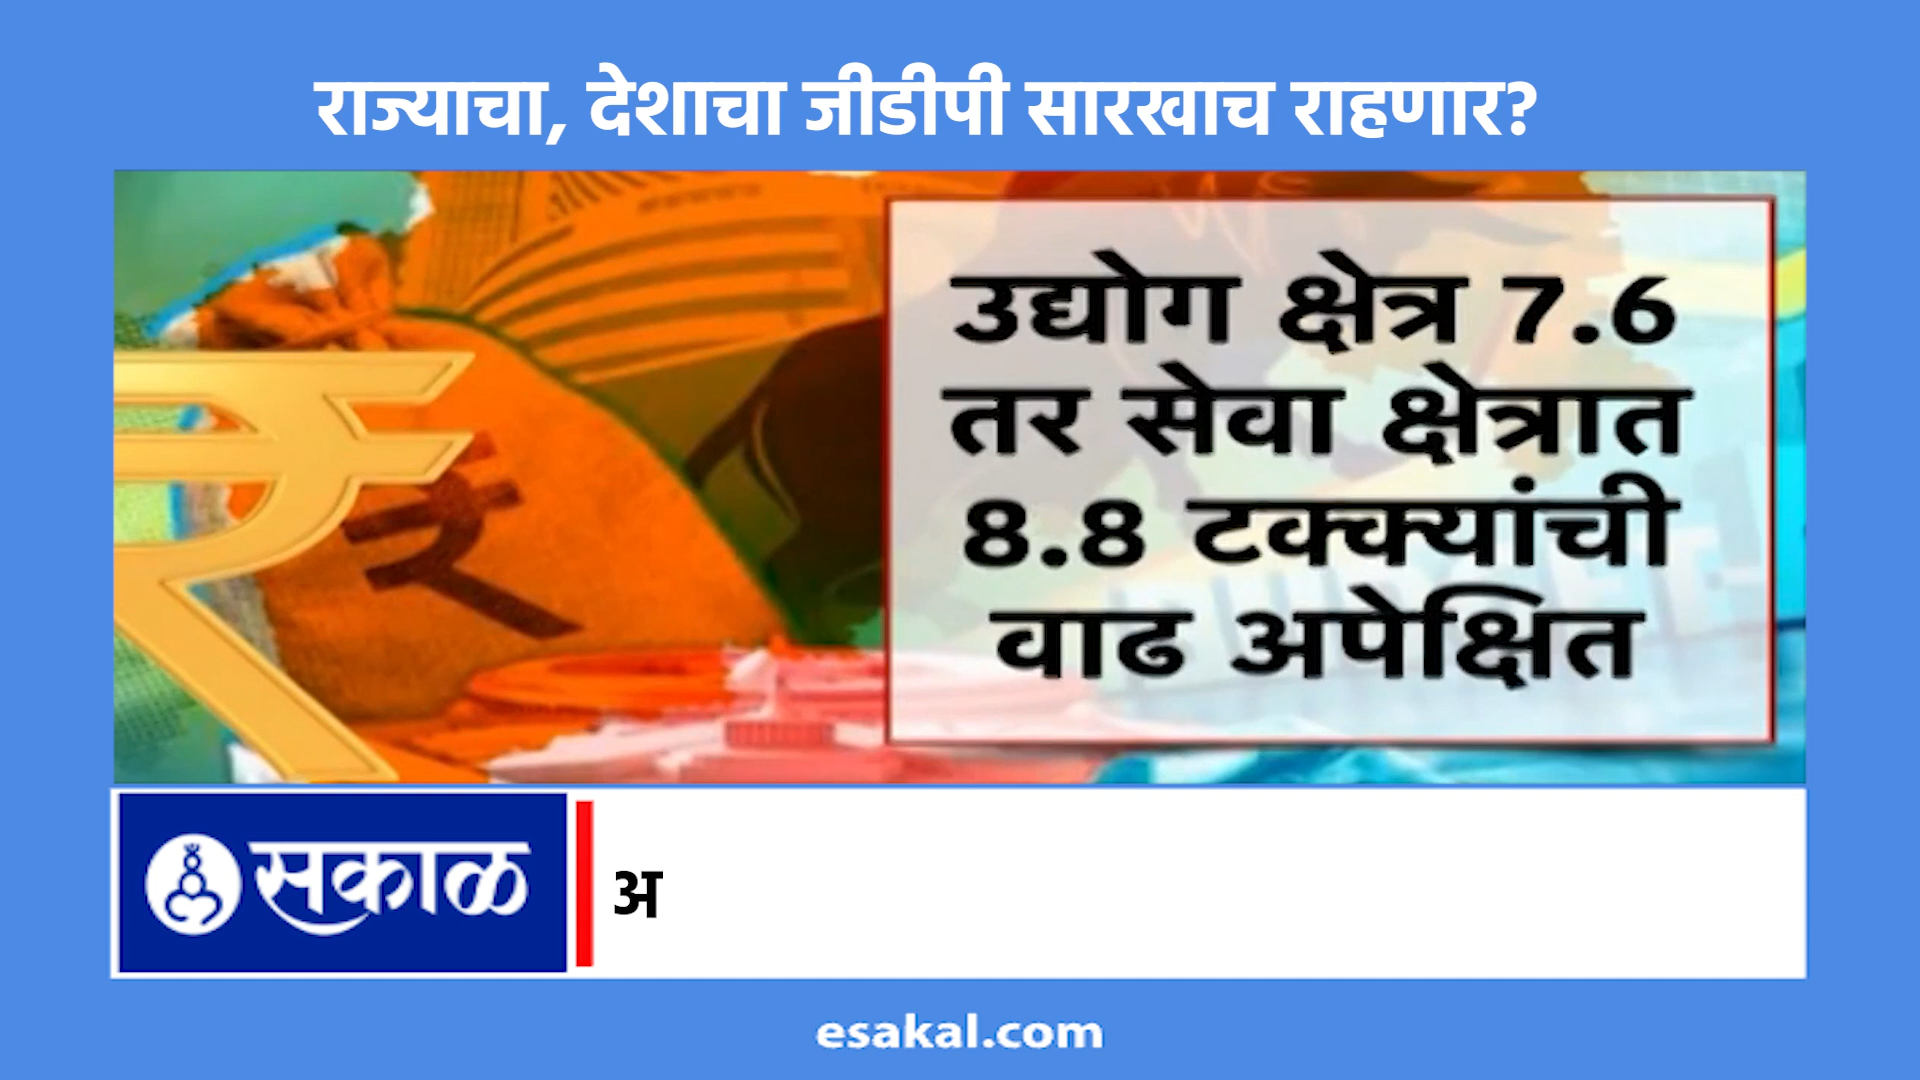 राज्याचा, देशाचा जीडीपी सारखाच राहणार?
उद्योग क्षेत्र 7.6
तर सेवा क्षेत्रात
8.8 टक्क्यांची
वाढ अपेक्षित
सकाळ
अ
esakal.com